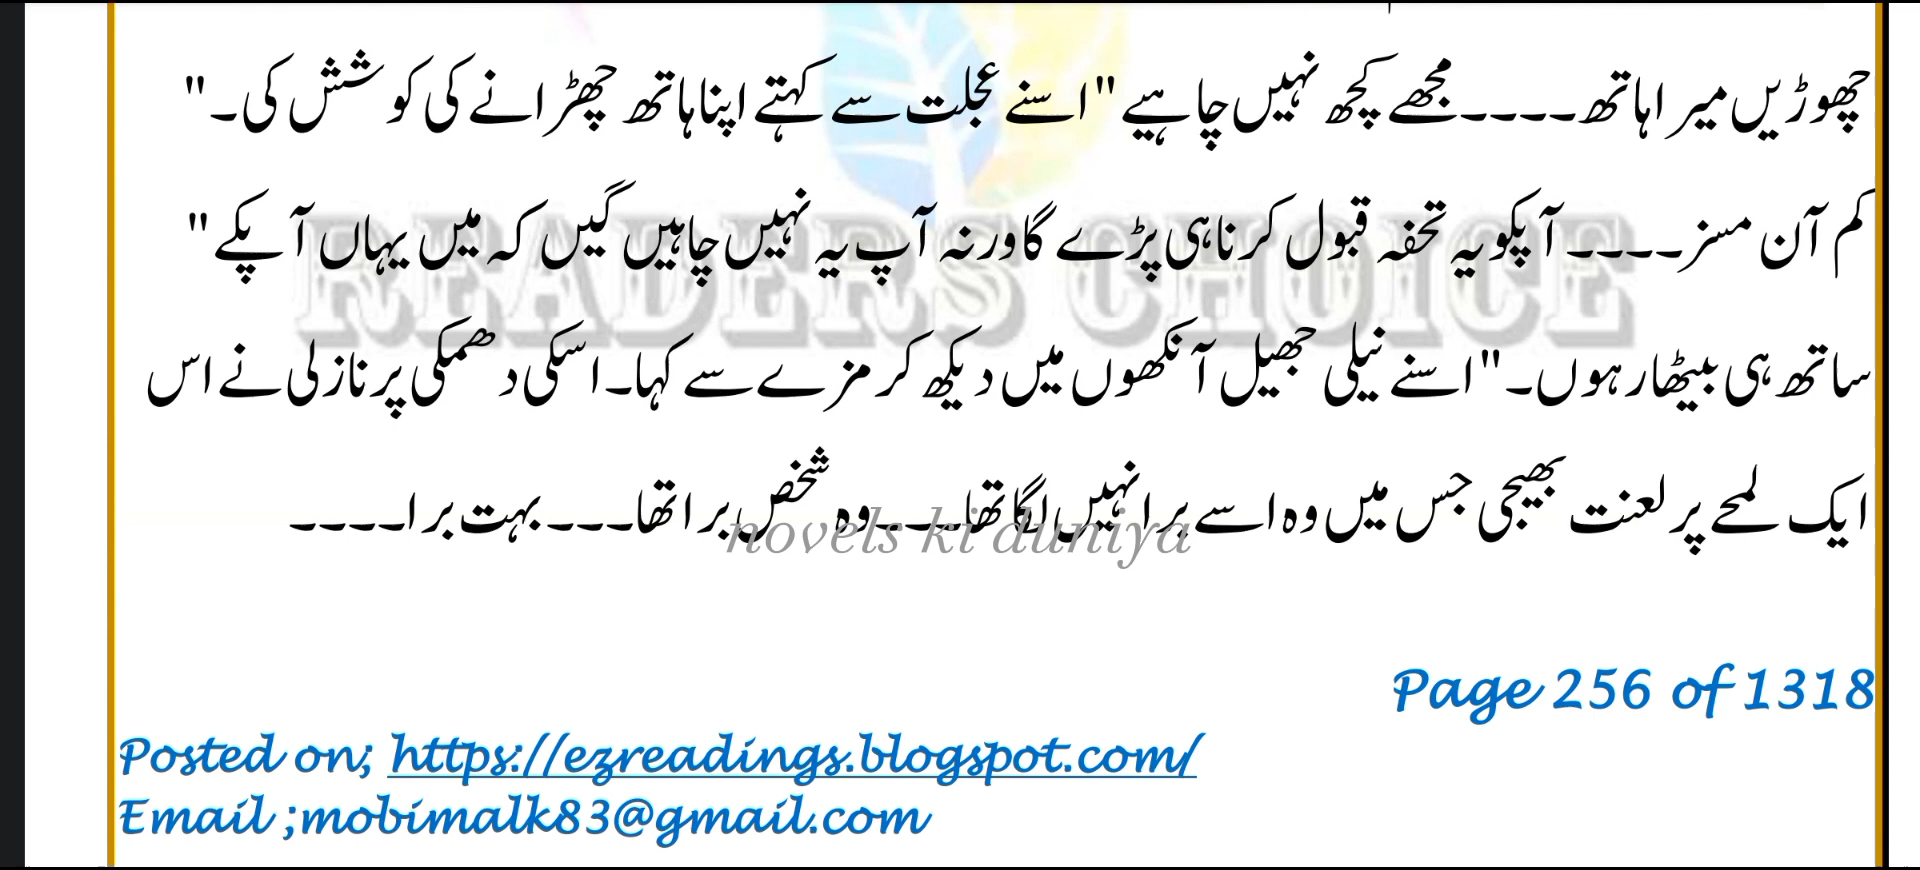 "چھوڑیں میرا ہاتھ۔۔۔۔مجھے کچھ نہیں چاہیے "اسنے عجلت سے کہتے اپنا ہاتھ چھڑانے کی کوشش کی۔
"کم آن مسز۔۔۔۔ آپکو یہ تحفہ قبول کرنا ہی پڑے گا ورنہ آپ یہ نہیں چاہیں گیں کہ میں یہاں آپکے
ساتھ ہی بیٹھا رہوں۔"اسنے نیلی جھیل آنکھوں میں دیکھ کر مزے سے کہا۔اسکی دھمکی پر نازلی نے اس
ایک لمحے پر لعنت بھیجی جس میں وہ اسے برا نہیں لگا تھا۔۔۔۔وہ شخص برا تھا۔۔۔بہت برا۔۔۔۔
READERS CHOICE
novels ki duniya
Page 256 of 1318
Posted on; https://ezreadings.blogspot.com/
Email ;mobimalk83@gmail.com